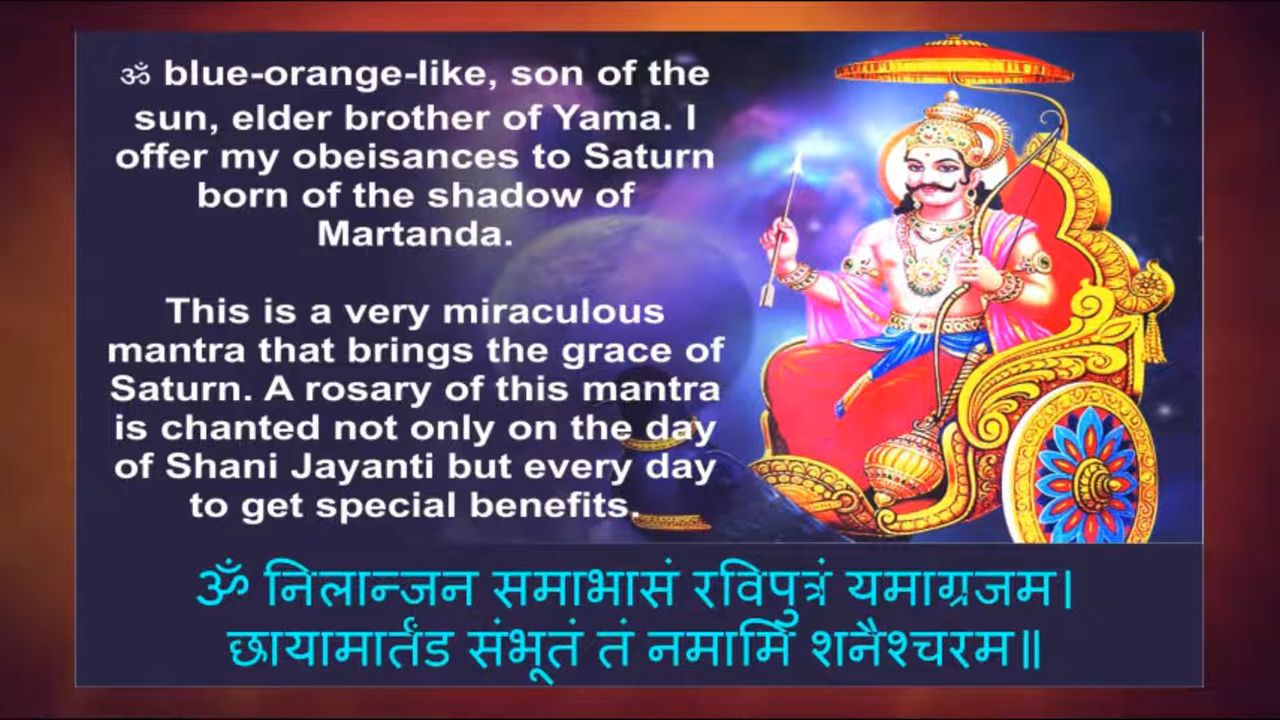 ॐ blue-orange-like, son of the
sun, elder brother of Yama. I
offer my obeisances to Saturn
born of the shadow of
Martanda.
This is a very miraculous
mantra that brings the grace of
Saturn. A rosary of this mantra
is chanted not only on the day
of Shani Jayanti but every day
to get special benefits.
ॐ निलान्जन समाभासं रविपुत्रं यमाग्रजम।
छायामार्तंड संभूतं तं नमामि शनैश्चरम॥